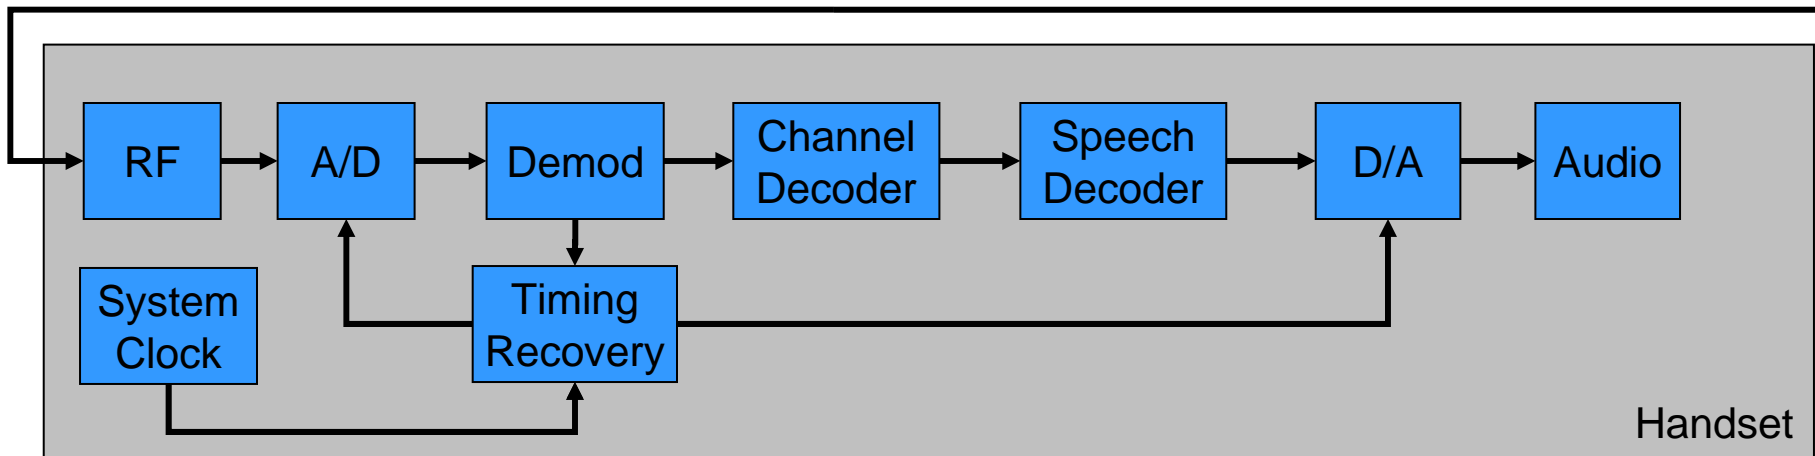 RF
A/D
Demod
Channel
Decoder
Speech
Decoder
D/A
Audio
System
Clock
Timing
Recovery
Handset